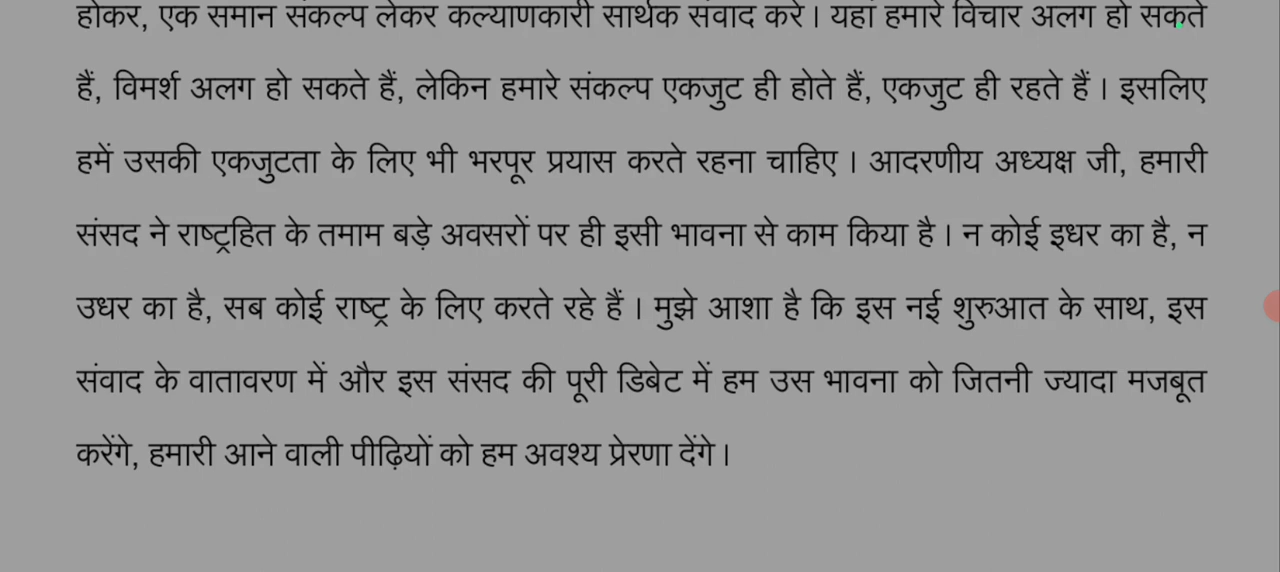 होकर, एक समान संकल्प लेकर कल्याणकारी सार्थक संवाद करें। यहां हमारे विचार अलग हो सकते
हैं, विमर्श अलग हो सकते हैं, लेकिन हमारे संकल्प एकजुट ही होते हैं, एकजुट ही रहते हैं। इसलिए
हमें उसकी एकजुटता के लिए भी भरपूर प्रयास करते रहना चाहिए। आदरणीय अध्यक्ष जी, हमारी
संसद ने राष्ट्रहित के तमाम बड़े अवसरों पर ही इसी भावना से काम किया है। न कोई इधर का है, न
उधर का है, सब कोई राष्ट्र के लिए करते रहे हैं। मुझे आशा है कि इस नई शुरुआत के साथ, इस
संवाद के वातावरण में और इस संसद की पूरी डिबेट में हम उस भावना को जितनी ज्यादा मजबूत
करेंगे, हमारी आने वाली पीढ़ियों को हम अवश्य प्रेरणा देंगे।